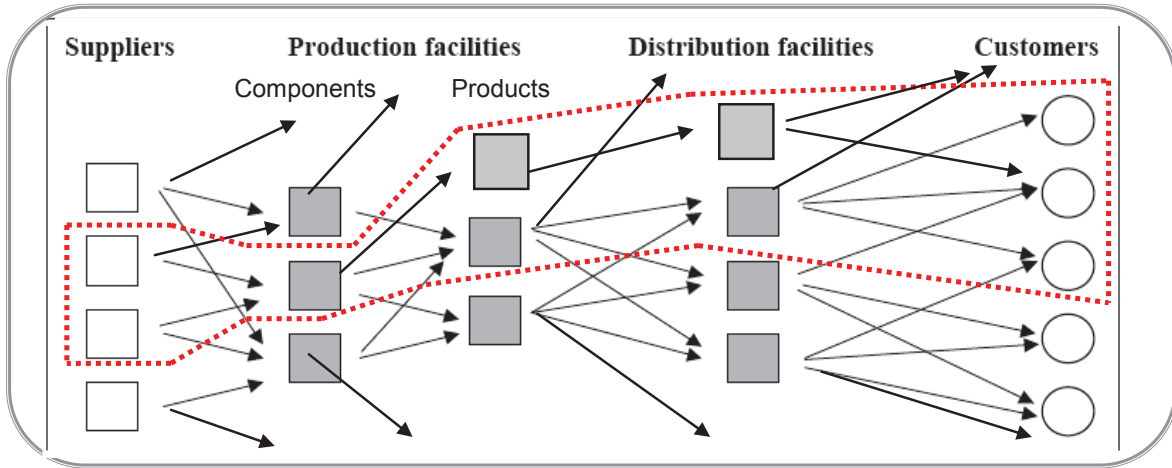 Suppliers Production facilities Distribution facilities Customers
Components Products